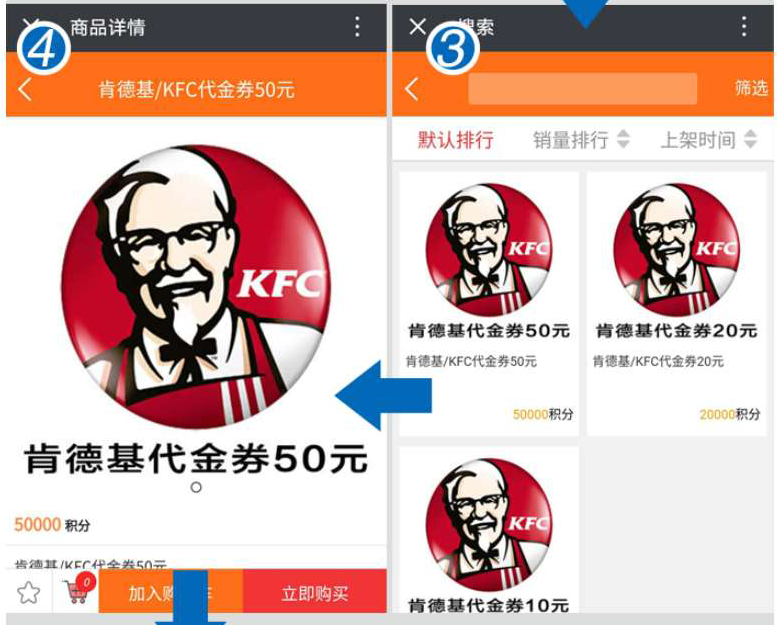 商品详情
④
肯德基/KFC代金券50元
KFC
肯德基代金券50元
50000 积分
肯德基/KFC代金券50元
0
加入购
立即购买
搜索
③
筛选
默认排行
销量排行
上架时间
KFC
肯德基代金券50元
肯德基/KFC代金券50元
50000积分
KFC
肯德基代金券20元
肯德基/KFC代金券20元
20000积分
KFC
肯德基代金券10元